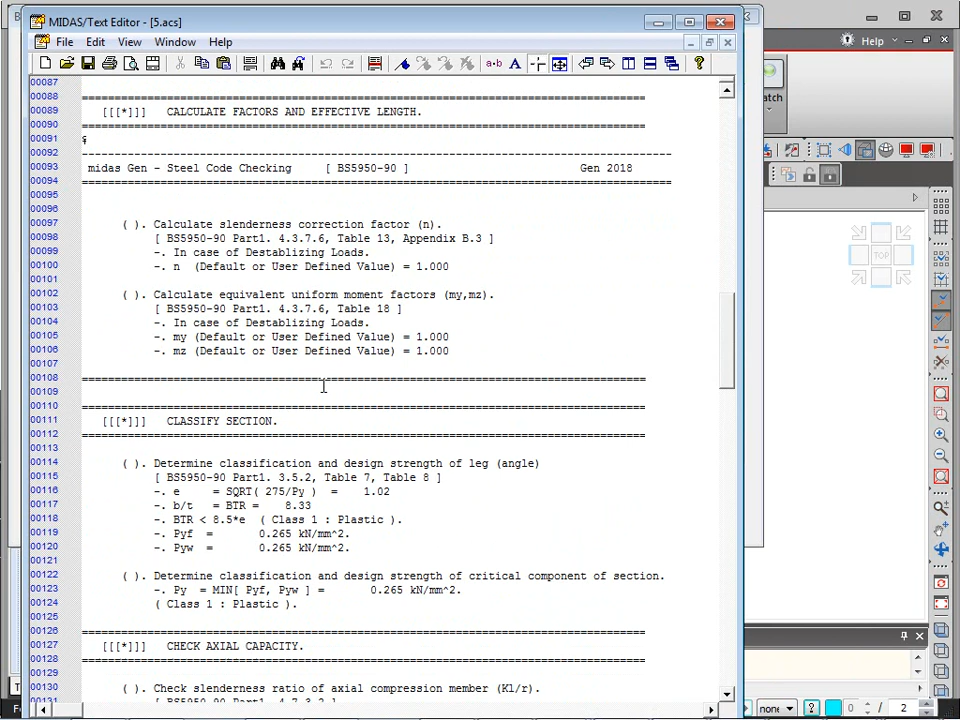 MIDAS/Text Editor - [5.acs]
File Edit View Window Help
Help
00087
00088 ======================================================================================
00089 [[[*]]] CALCULATE FACTORS AND EFFECTIVE LENGTH.
00090 ======================================================================================
00091
00092 ------------------------------------------------------------------------------------------
00093 midas Gen - Steel Code Checking [ BS5950-90 ] Gen 2018
00094 ==========================================================================================
00095
00096
00097 ( ). Calculate slenderness correction factor (n).
00098 [ BS5950-90 Part1. 4.3.7.6, Table 13, Appendix B.3 ]
00099 -. In case of Destablizing Loads.
00100 -. n (Default or User Defined Value) = 1.000
00101
00102 ( ). Calculate equivalent uniform moment factors (my,mz).
00103 [ BS5950-90 Part1. 4.3.7.6, Table 18 ]
00104 -. In case of Destablizing Loads.
00105 -. my (Default or User Defined Value) = 1.000
00106 -. mz (Default or User Defined Value) = 1.000
00107
00108 ======================================================================================
00109
00110 ======================================================================================
00111 [[[*]]] CLASSIFY SECTION.
00112 ======================================================================================
00113
00114 ( ). Determine classification and design strength of leg (angle)
00115 [ BS5950-90 Part1. 3.5.2, Table 7, Table 8 ]
00116 -. e = SQRT( 275/Py ) = 1.02
00117 -. b/t = BTR = 8.33
00118 -. BTR < 8.5*e ( Class 1 : Plastic ).
00119 -. Pyf = 0.265 kN/mm^2.
00120 -. Pyw = 0.265 kN/mm^2.
00121
00122 ( ). Determine classification and design strength of critical component of section.
00123 -. Py = MIN[ Pyf, Pyw ] = 0.265 kN/mm^2.
00124 ( Class 1 : Plastic ).
00125
00126 ======================================================================================
00127 [[[*]]] CHECK AXIAL CAPACITY.
00128 ======================================================================================
00129
00130 ( ). Check slenderness ratio of axial compression member (Kl/r).
00131 [ BS5950-90 Part1. 4.7.3.2 ]
atch
TOP
none
0 / 2